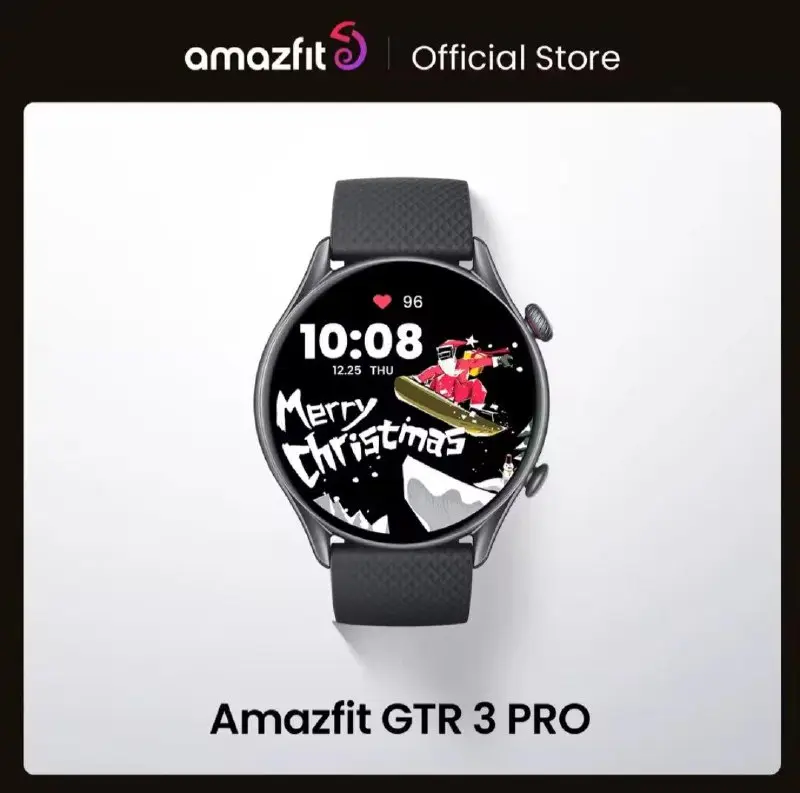 amazfit Official Store
96
10:08
12.25 THU
Merry
Christmas
Amazfit GTR 3 PRO